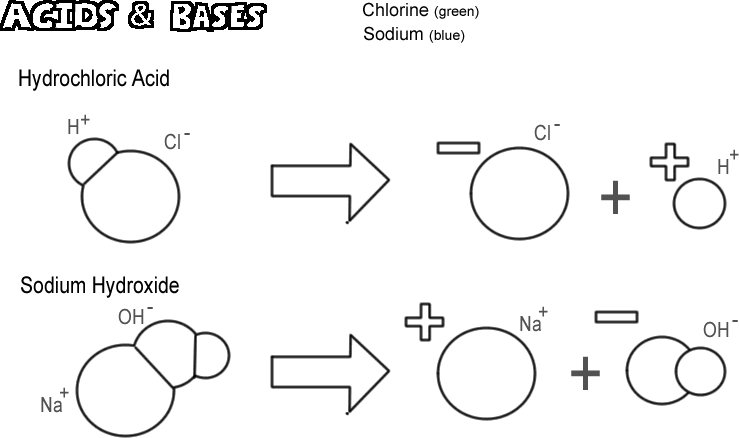 ACIDS & BASES
Chlorine (green)
Sodium (blue)
Hydrochloric Acid
H+
Cl-
Cl-
+
H+
Sodium Hydroxide
OH-
Na+
Na+
+
OH-